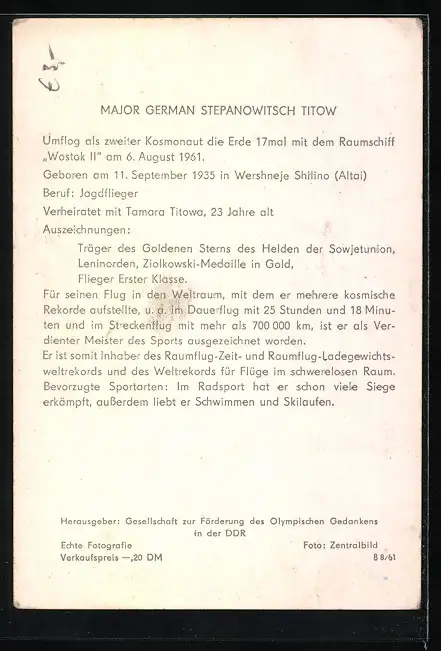 MAJOR GERMAN STEPANOWITSCH TITOW
Umflog als zweiter Kosmonaut die Erde 17mal mit dem Raumschiff
„Wostok II" am 6. August 1961.
Geboren am 11. September 1935 in Wershneje Shilino (Altai)
Beruf: Jagdflieger
Verheiratet mit Tamara Titowa, 23 Jahre alt
Auszeichnungen:
Träger des Goldenen Sterns des Helden der Sowjetunion,
Leninorden, Ziolkowski-Medaille in Gold,
Flieger Erster Klasse.
Für seinen Flug in den Weltraum, mit dem er mehrere kosmische
Rekorde aufstellte, u. a. im Dauerflug mit 25 Stunden und 18 Minu-
ten und im Streckenflug mit mehr als 700 000 km, ist er als Ver-
dienter Meister des Sports ausgezeichnet worden.
Er ist somit Inhaber des Raumflug-Zeit- und Raumflug-Ladegewichts-
weltrekords und des Weltrekords für Flüge im schwerelosen Raum.
Bevorzugte Sportarten: Im Radsport hat er schon viele Siege
erkämpft, außerdem liebt er Schwimmen und Skilaufen.
Herausgeber: Gesellschaft zur Förderung des Olympischen Gedankens
in der DDR
Echte Fotografie Foto: Zentralbild
Verkaufspreis —,20 DM B 8/61